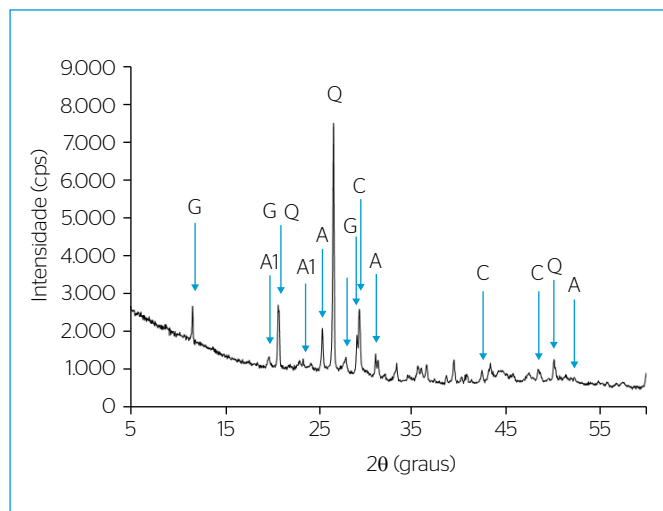 9.000
8.000
7.000
6.000
5.000
4.000
3.000
2.000
1.000
0
Intensidade (cps)
G
A1
G Q
A1
A
Q
G
C
A
C
C
Q
A
5 15 25 35 45 55
2θ (graus)